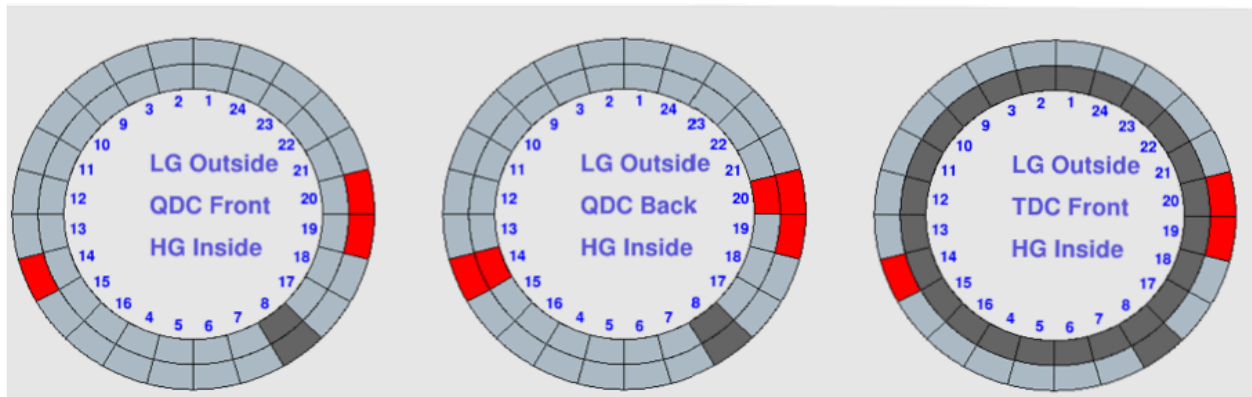 3 2 1 24
9 23
10 22
11 LG Outside 21
12 QDC Front 20
13 19
14 HG Inside 18
15 17
16 8
4 5 6 7
3 2 1 24
9 23
10 22
11 LG Outside 21
12 QDC Back 20
13 19
14 HG Inside 18
15 17
16 8
4 5 6 7
3 2 1 24
9 23
10 22
11 LG Outside 21
12 TDC Front 20
13 19
14 HG Inside 18
15 17
16 8
4 5 6 7